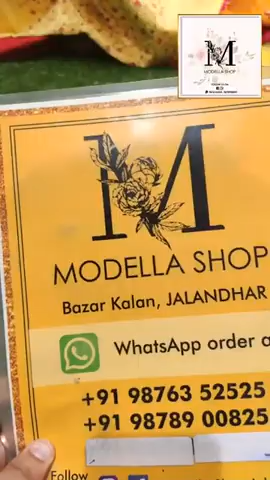 M
MODELLA SHOP
M
MODELLA SHOP
Bazar Kalan, JALANDHAR
WhatsApp order a
+91 98763 52525
+91 98789 00825
Follow